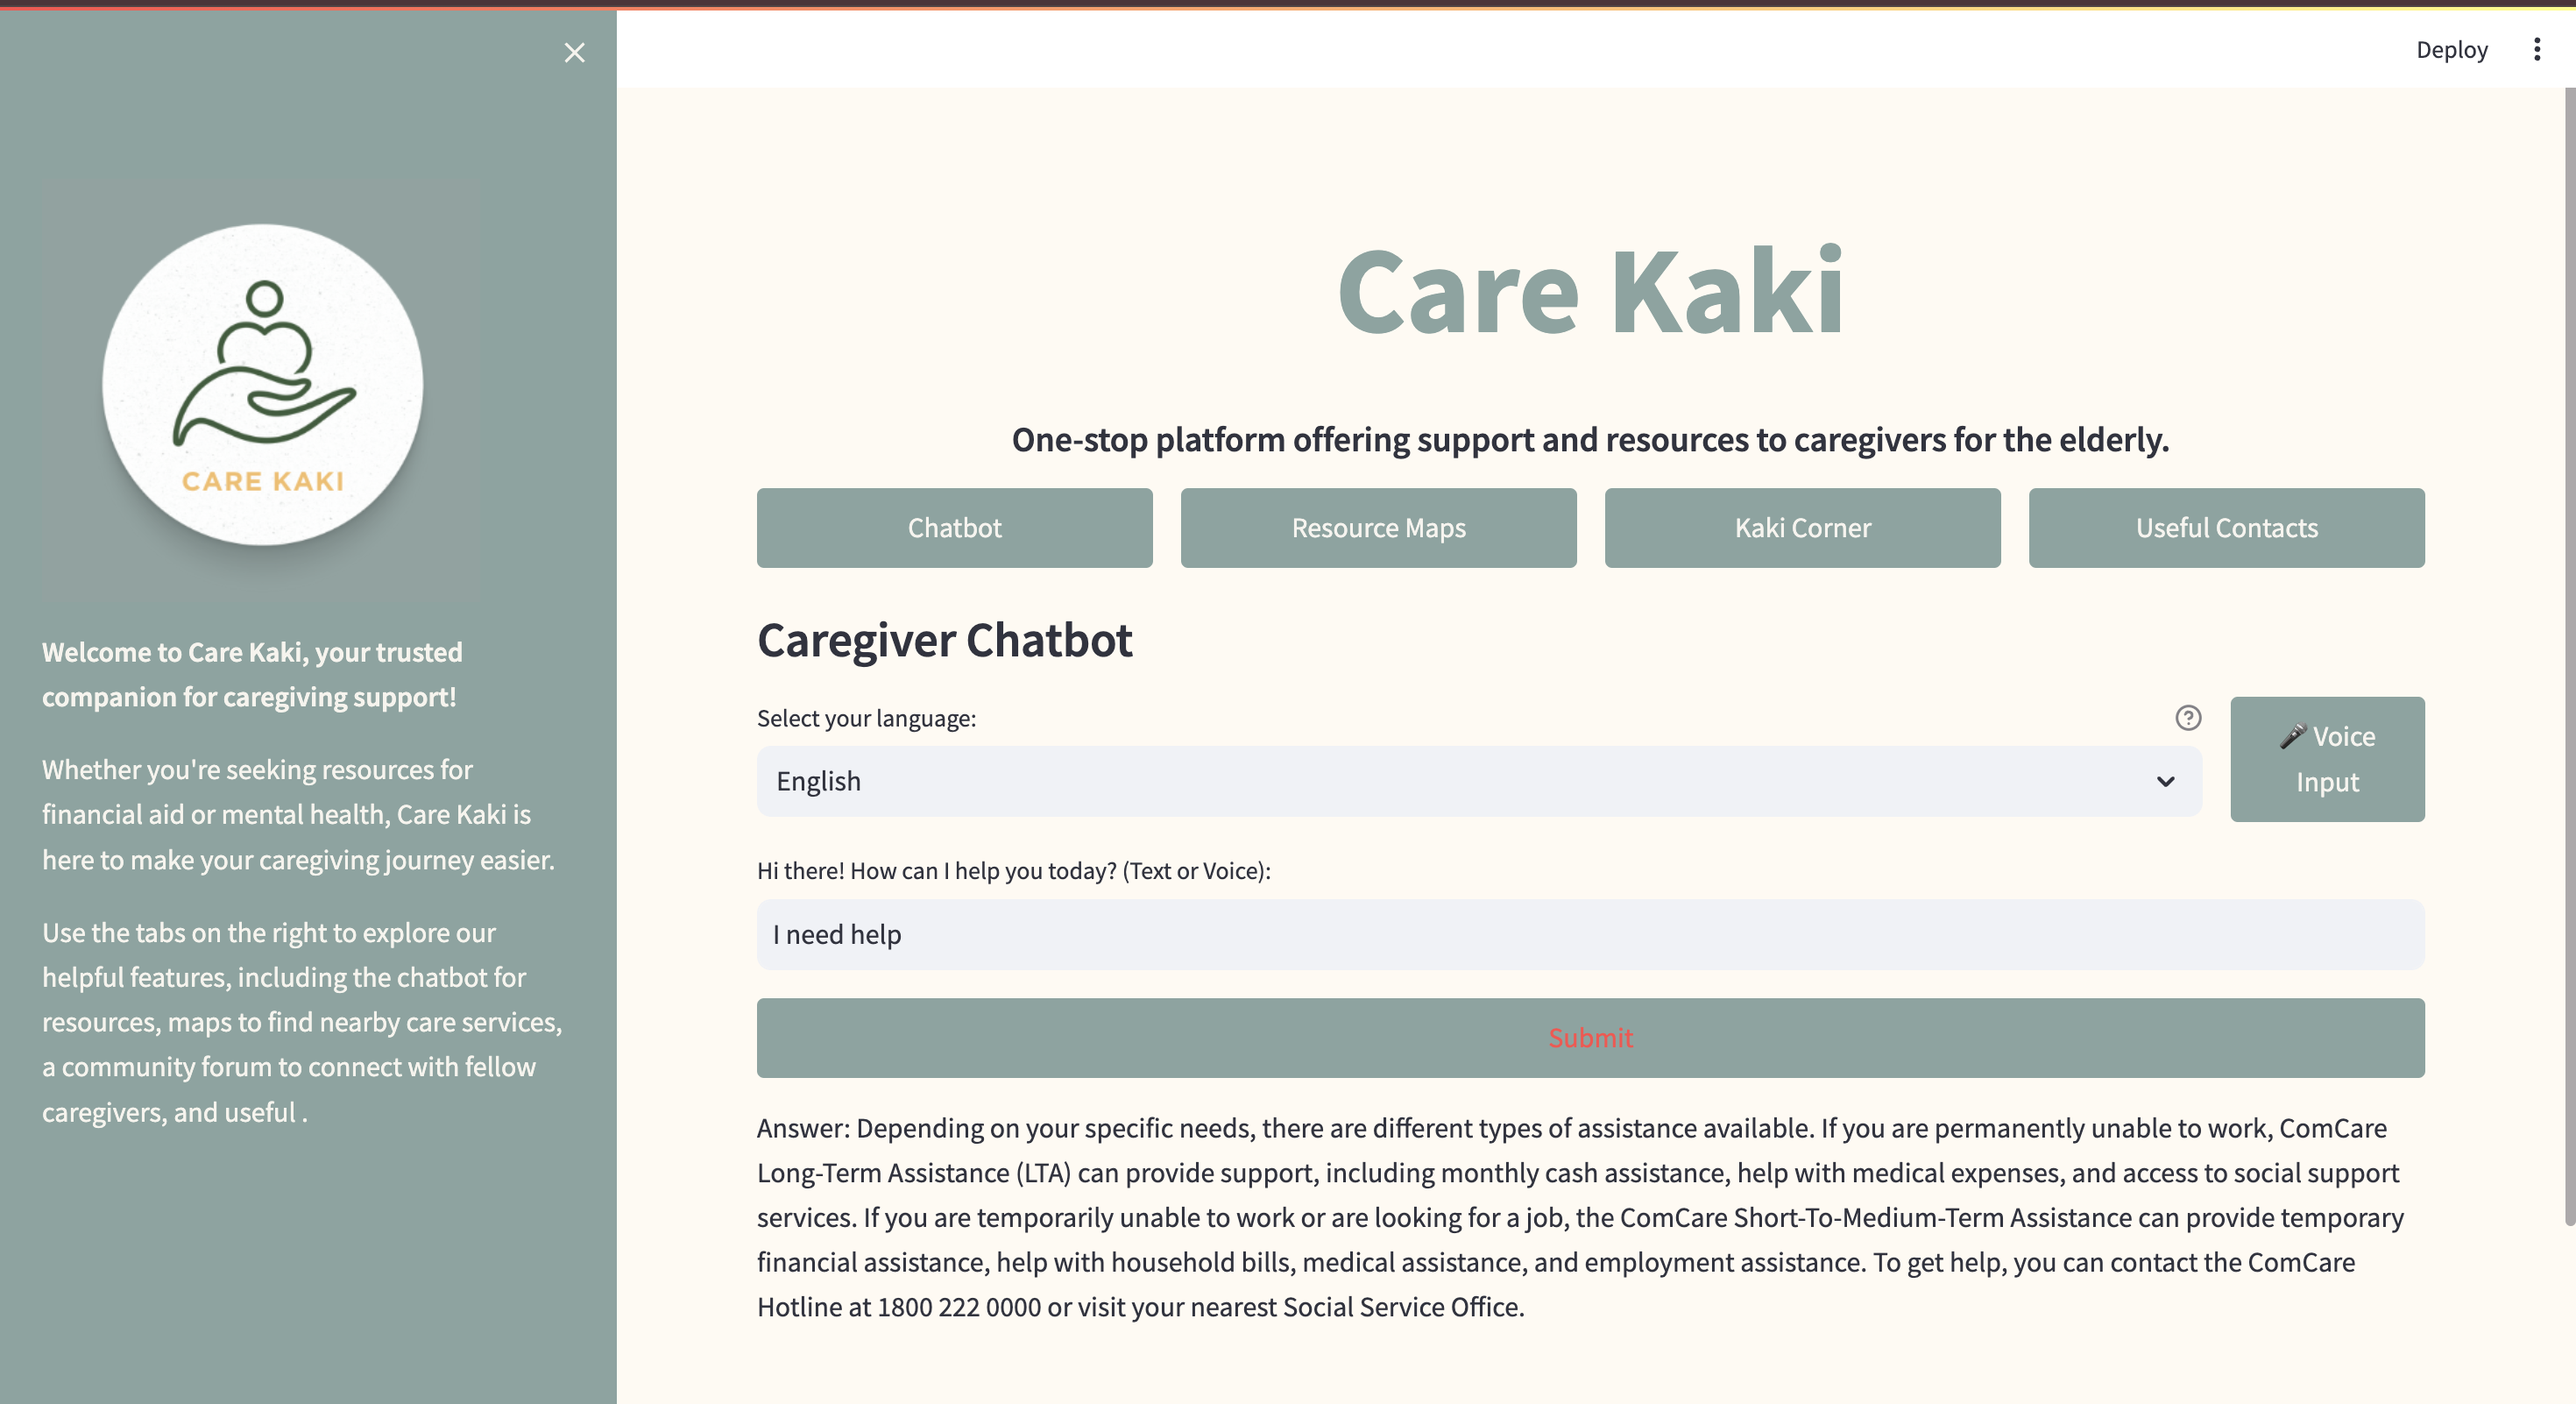 Deploy
CARE KAKI
Welcome to Care Kaki, your trusted
companion for caregiving support!
Whether you're seeking resources for
financial aid or mental health, Care Kaki is
here to make your caregiving journey easier.
Use the tabs on the right to explore our
helpful features, including the chatbot for
resources, maps to find nearby care services,
a community forum to connect with fellow
caregivers, and useful .
Care Kaki
One-stop platform offering support and resources to caregivers for the elderly.
Chatbot
Resource Maps
Kaki Corner
Useful Contacts
Caregiver Chatbot
Select your language:
English
🎤 Voice
Input
Hi there! How can I help you today? (Text or Voice):
I need help
Submit
Answer: Depending on your specific needs, there are different types of assistance available. If you are permanently unable to work, ComCare
Long-Term Assistance (LTA) can provide support, including monthly cash assistance, help with medical expenses, and access to social support
services. If you are temporarily unable to work or are looking for a job, the ComCare Short-To-Medium-Term Assistance can provide temporary
financial assistance, help with household bills, medical assistance, and employment assistance. To get help, you can contact the ComCare
Hotline at 1800 222 0000 or visit your nearest Social Service Office.